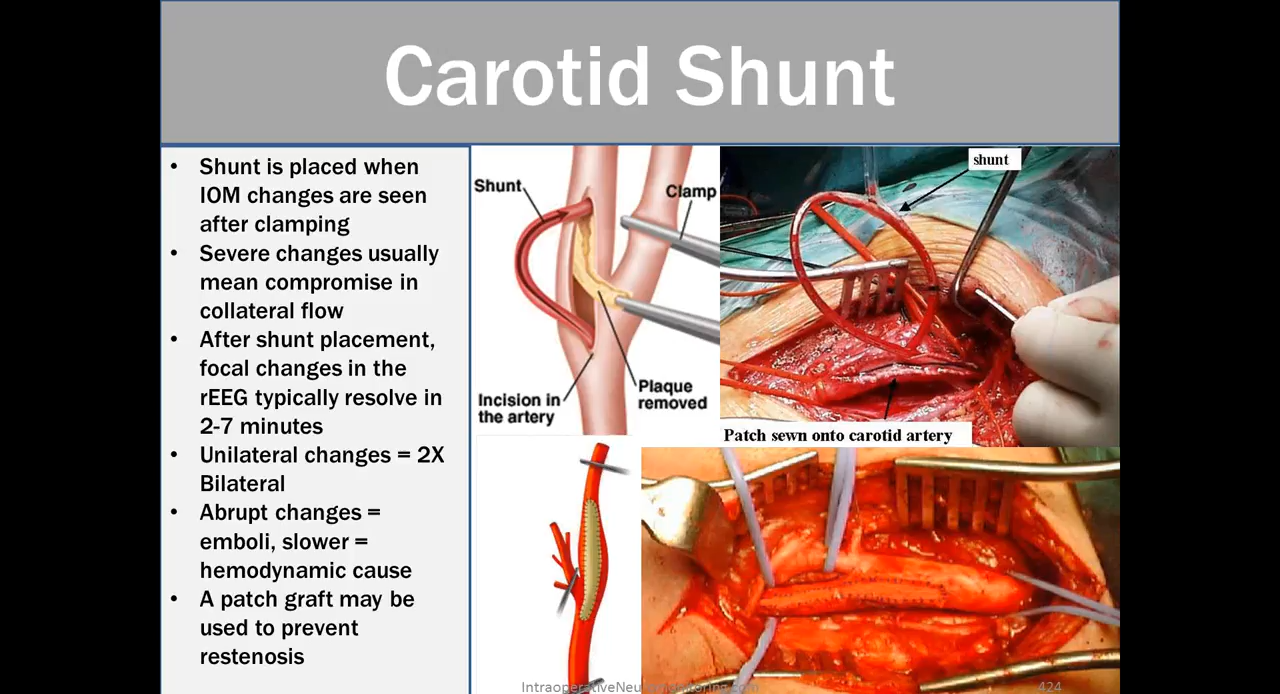 Carotid Shunt
• Shunt is placed when
IOM changes are seen
after clamping
• Severe changes usually
mean compromise in
collateral flow
• After shunt placement,
focal changes in the
rEEG typically resolve in
2-7 minutes
• Unilateral changes = 2X
Bilateral
• Abrupt changes =
emboli, slower =
hemodynamic cause
• A patch graft may be
used to prevent
restenosis
Shunt
Clamp
Incision in
the artery
Plaque
removed
shunt
Patch sewn onto carotid artery
424